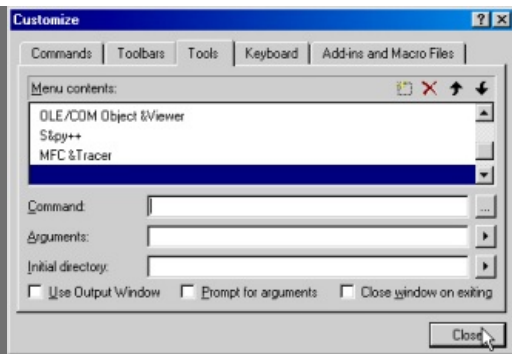 Customize
Commands Toolbars Tools Keyboard Add-ins and Macro Files
Menu contents:
OLE/COM Object &Viewer
S&py++
MFC &Tracer
Command:
...
Arguments:
Initial directory:
Use Output Window Prompt for arguments Close window on exiting
Close